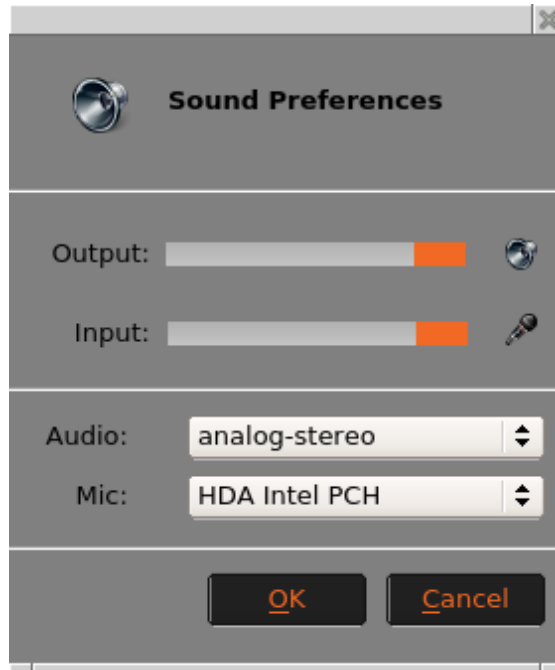 Sound Preferences
Output:
Input:
Audio: analog-stereo
Mic: HDA Intel PCH
OK Cancel